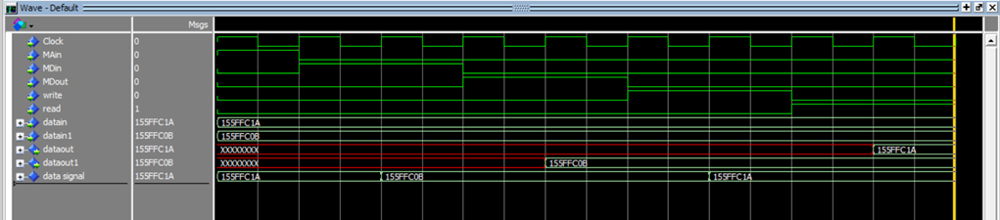 Wave - Default
Msgs
Clock 0
MAin 0
MDin 0
MDout 0
write 0
read 1
datain 155FFC1A 155FFC1A
datain1 155FFC0B 155FFC0B
dataout 155FFC1A XXXXXXXX 155FFC1A
dataout1 155FFC0B XXXXXXXX 155FFC0B
data signal 155FFC1A 155FFC1A 155FFC0B 155FFC1A